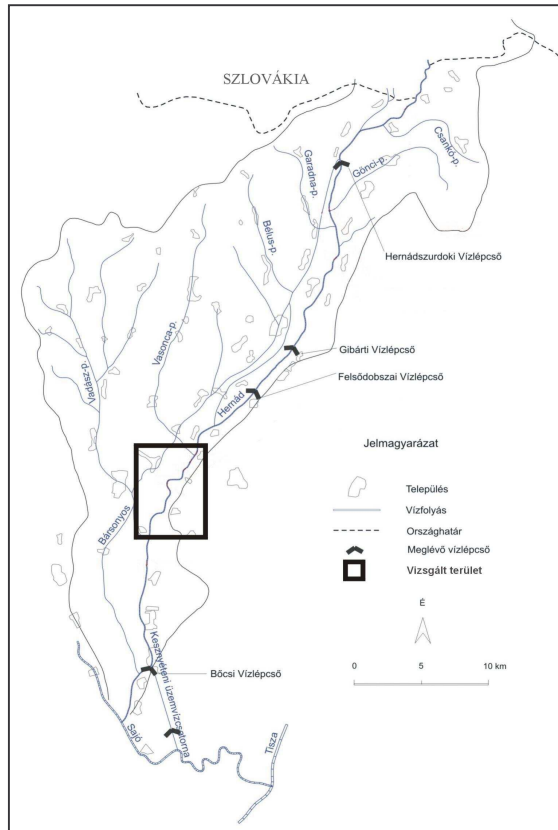 SZLOVÁKIA
Csankó-p.
Gönci-p.
Garadna-p.
Bélus-p.
Hernádszurdoki Vízlépcső
Vasonca-p.
Vadász-p.
Gibárti Vízlépcső
Felsődobszai Vízlépcső
Hernád
Bársonyos
Jelmagyarázat
Település
Vízfolyás
Országhatár
Meglévő vízlépcső
Vizsgált terület
É
0 5 10 km
Bőcsi Vízlépcső
Kesznyéteni üzemvízcsatorna
Sajó
Tisza